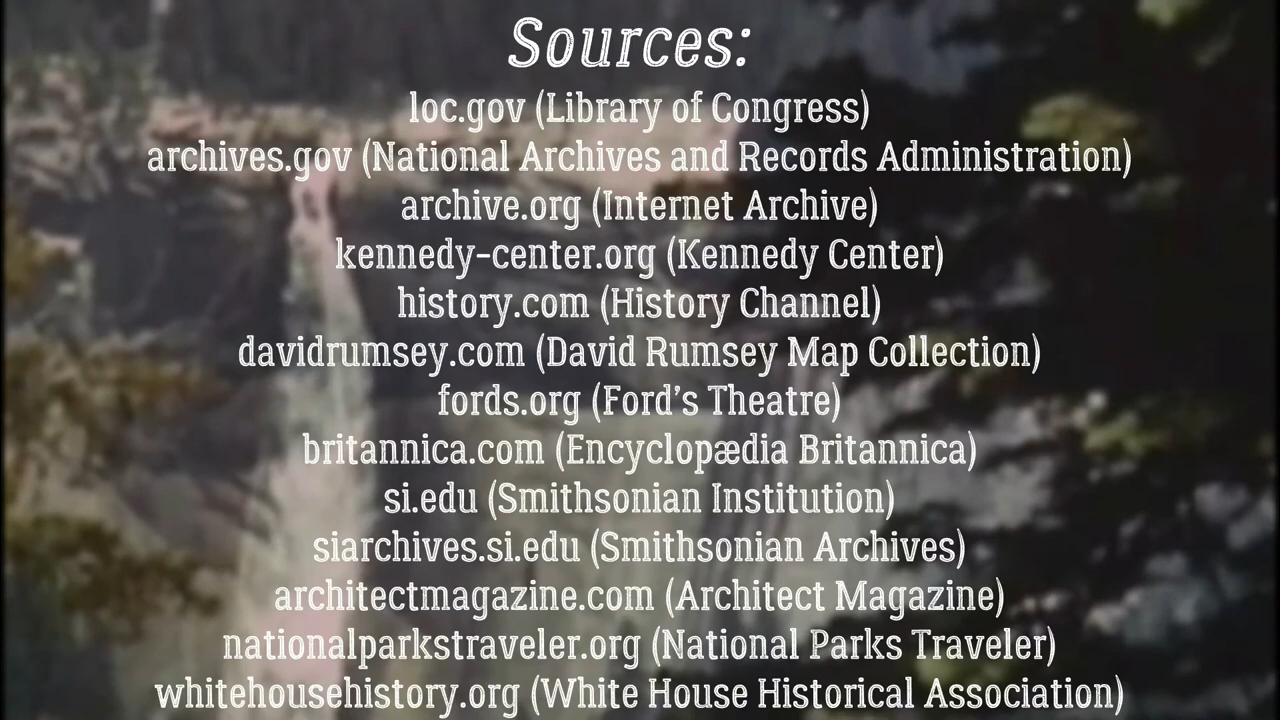 Sources:
loc.gov (Library of Congress)
archives.gov (National Archives and Records Administration)
archive.org (Internet Archive)
kennedy-center.org (Kennedy Center)
history.com (History Channel)
davidrumsey.com (David Rumsey Map Collection)
fords.org (Ford's Theatre)
britannica.com (Encyclopædia Britannica)
si.edu (Smithsonian Institution)
siarchives.si.edu (Smithsonian Archives)
architectmagazine.com (Architect Magazine)
nationalparkstraveler.org (National Parks Traveler)
whitehousehistory.org (White House Historical Association)